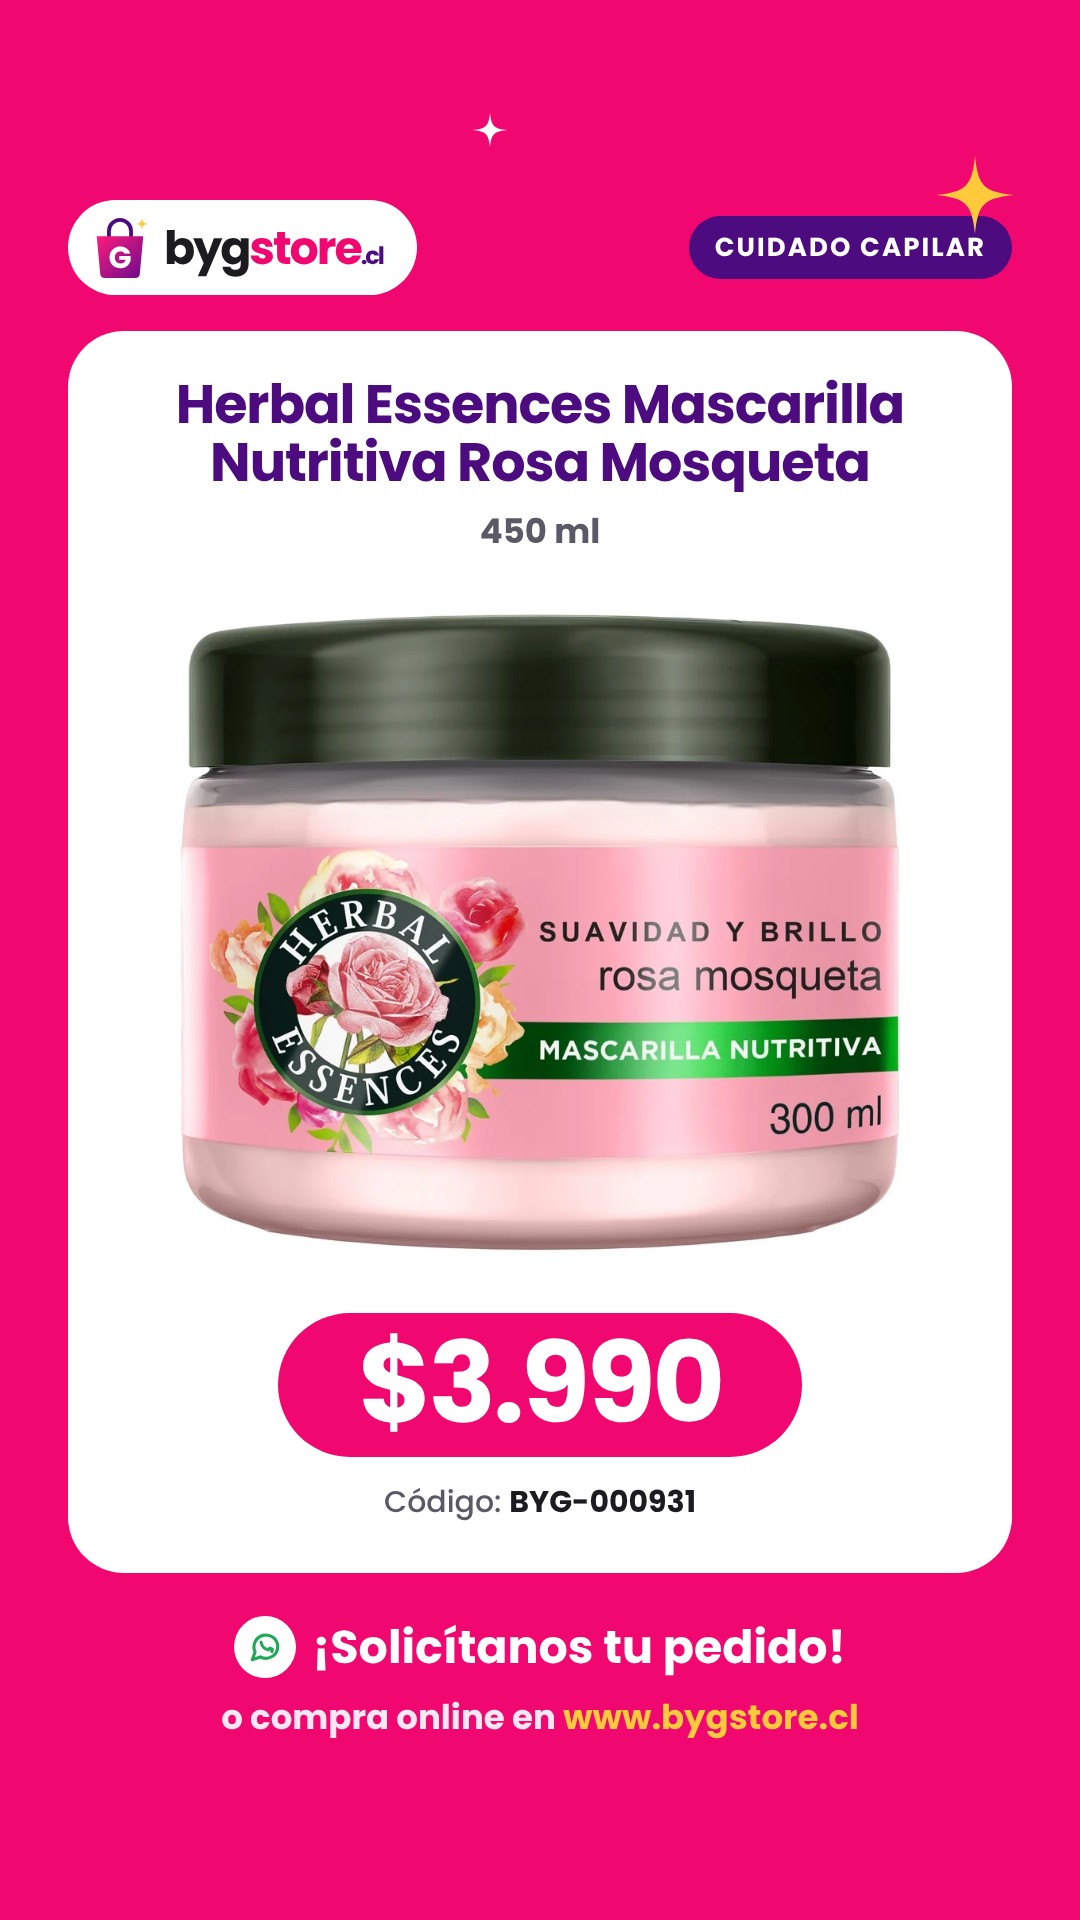 G bygstore.cl
CUIDADO CAPILAR
Herbal Essences Mascarilla
Nutritiva Rosa Mosqueta
450 ml
HERBAL
ESSENCES
SUAVIDAD Y BRILLO
rosa mosqueta
MASCARILLA NUTRITIVA
300 ml
$3.990
Código: BYG-000931
¡Solicítanos tu pedido!
o compra online en www.bygstore.cl